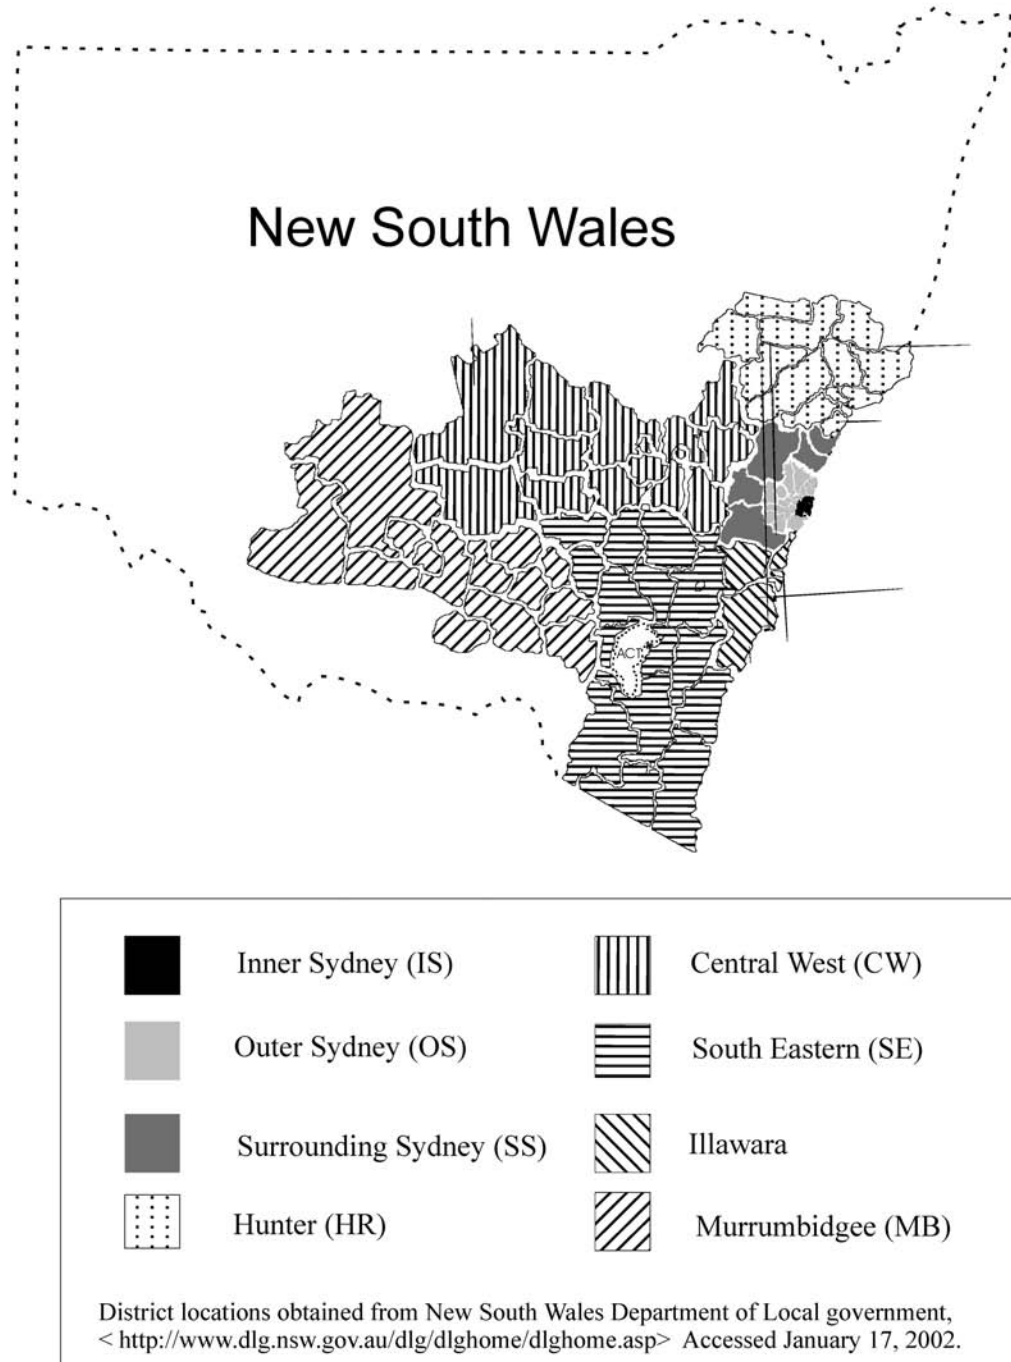 New South Wales
ACT
Inner Sydney (IS)
Central West (CW)
Outer Sydney (OS)
South Eastern (SE)
Surrounding Sydney (SS)
Illawara
Hunter (HR)
Murrumbidgee (MB)
District locations obtained from New South Wales Department of Local government,
< http://www.dlg.nsw.gov.au/dlg/dlghome/dlghome.asp> Accessed January 17, 2002.